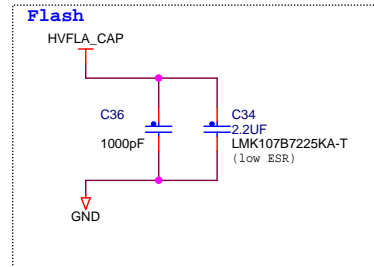 Flash
HVFLA_CAP
C36
1000pF
C34
2.2UF
LMK107B7225KA-T
(low ESR)
GND